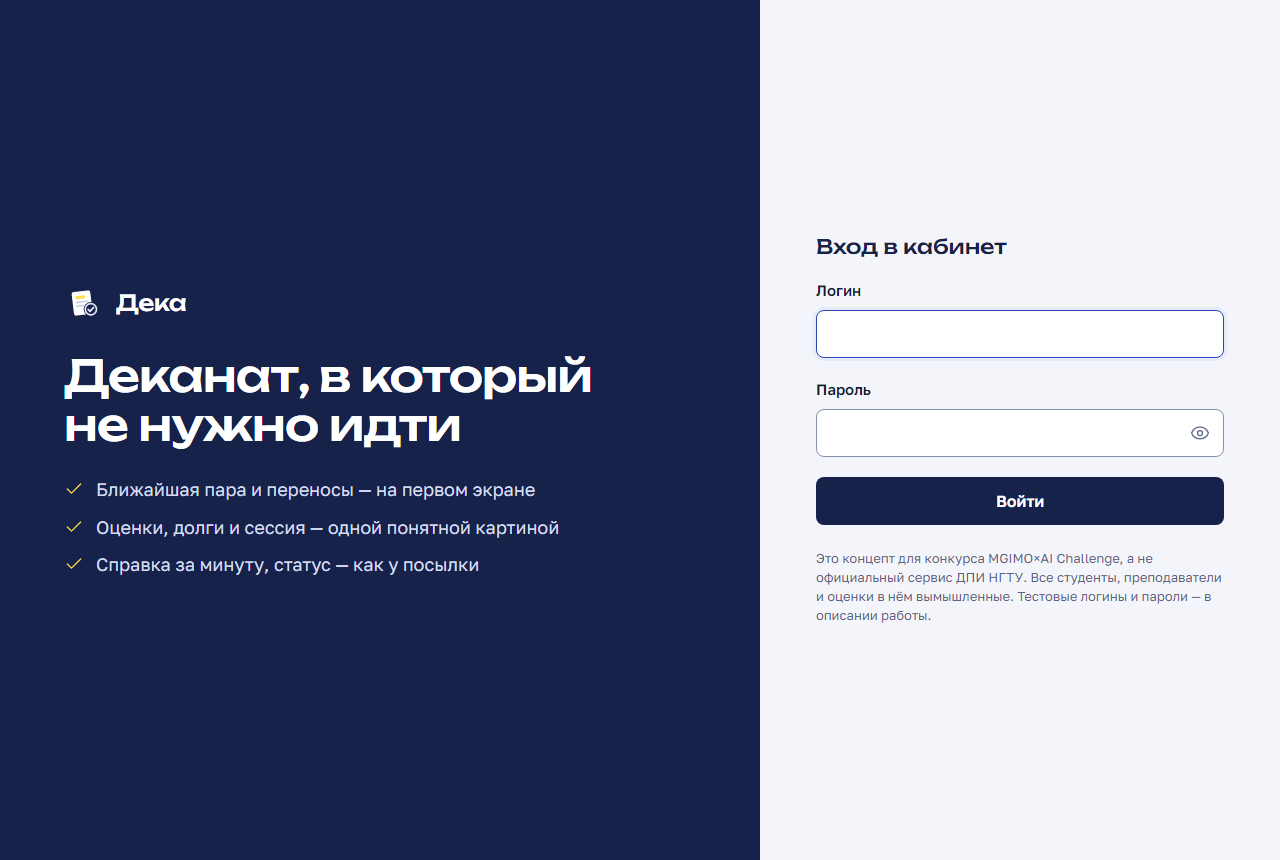 Дека
Деканат, в который
не нужно идти
Ближайшая пара и переносы — на первом экране
Оценки, долги и сессия — одной понятной картиной
Справка за минуту, статус — как у посылки
Вход в кабинет
Логин
Пароль
Войти
Это концепт для конкурса MGIMO×AI Challenge, а не
официальный сервис ДПИ НГТУ. Все студенты, преподаватели
и оценки в нём вымышленные. Тестовые логины и пароли — в
описании работы.